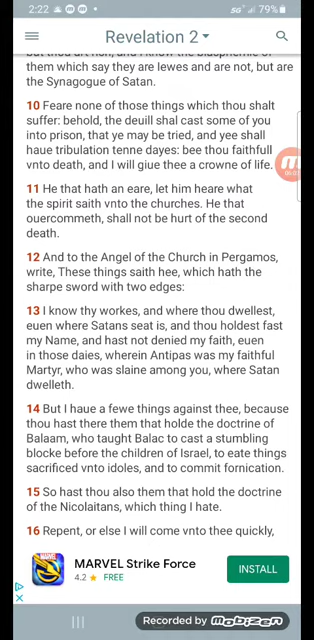 2:22
5G 79%
Revelation 2
them which say they are Iewes and are not, but are
the Synagogue of Satan.
10 Feare none of those things which thou shalt
suffer: behold, the deuill shal cast some of you
into prison, that ye may be tried, and yee shall
haue tribulation tenne dayes: bee thou faithfull
vnto death, and I will giue thee a crowne of life.
11 He that hath an eare, let him heare what
the spirit saith vnto the churches. He that
ouercommeth, shall not be hurt of the second
death.
12 And to the Angel of the Church in Pergamos,
write, These things saith hee, which hath the
sharpe sword with two edges:
13 I know thy workes, and where thou dwellest,
euen where Satans seat is, and thou holdest fast
my Name, and hast not denied my faith, euen
in those daies, wherein Antipas was my faithful
Martyr, who was slaine among you, where Satan
dwelleth.
14 But I haue a fewe things against thee, because
thou hast there them that holde the doctrine of
Balaam, who taught Balac to cast a stumbling
blocke before the children of Israel, to eate things
sacrificed vnto idoles, and to commit fornication.
15 So hast thou also them that hold the doctrine
of the Nicolaitans, which thing I hate.
16 Repent, or else I will come vnto thee quickly,
MARVEL Strike Force
4.2 ★ FREE
INSTALL
Recorded by Mobizen